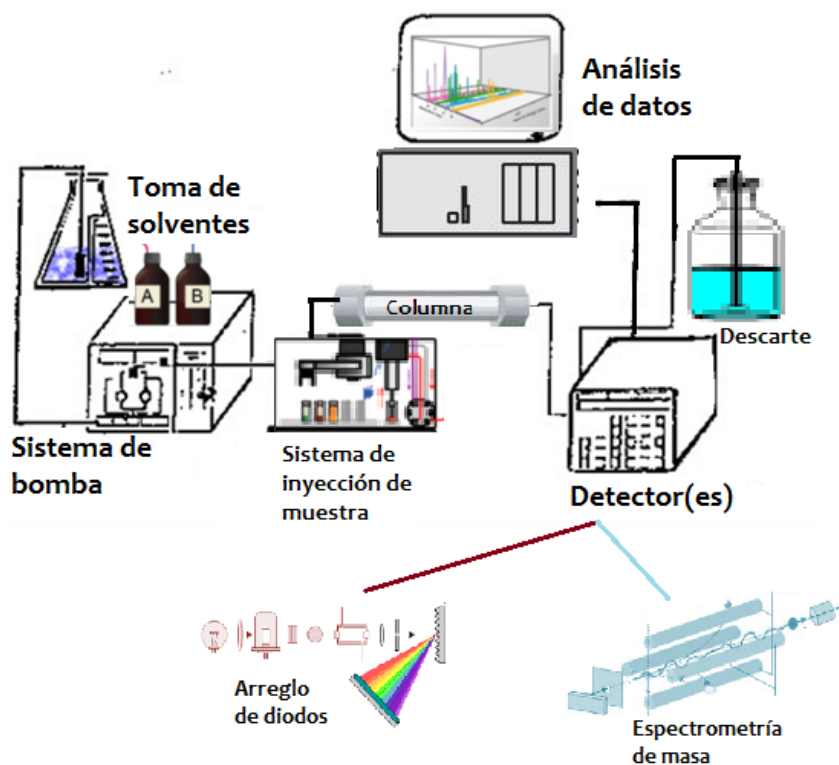 Análisis
de datos
Toma de
solventes
A
B
Columna
Descarte
Sistema de
bomba
Sistema de
inyección de
muestra
Detector(es)
Arreglo
de diodos
Espectrometría
de masa